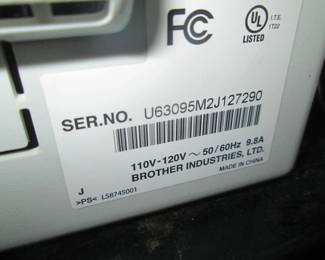 FC
UL
LISTED
I.T.E.
1T22
SER.NO. U63095M2J127290
110V-120V ~ 50/60Hz 9.8A
BROTHER INDUSTRIES, LTD.
MADE IN CHINA
J
>PS< LS8745001